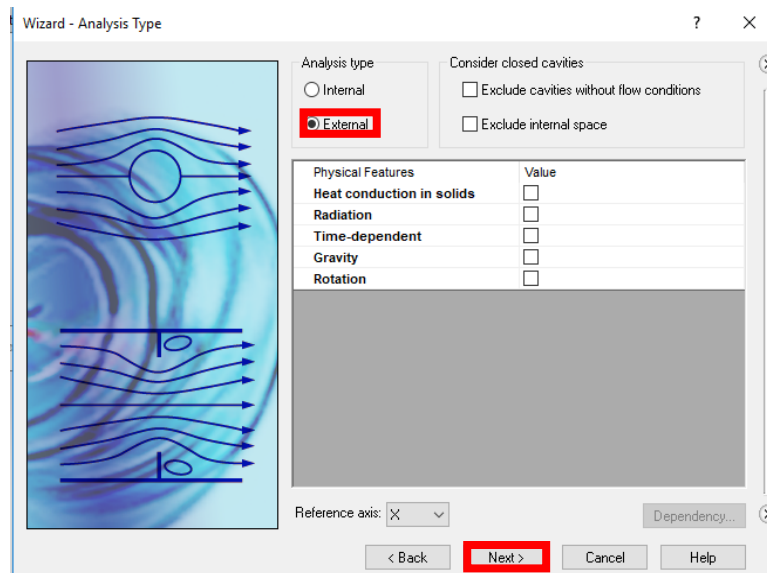 Wizard - Analysis Type ?
Analysis type
Internal
External
Consider closed cavities
Exclude cavities without flow conditions
Exclude internal space
Physical Features Value
Heat conduction in solids
Radiation
Time-dependent
Gravity
Rotation
Reference axis: X
Dependency...
< Back Next > Cancel Help